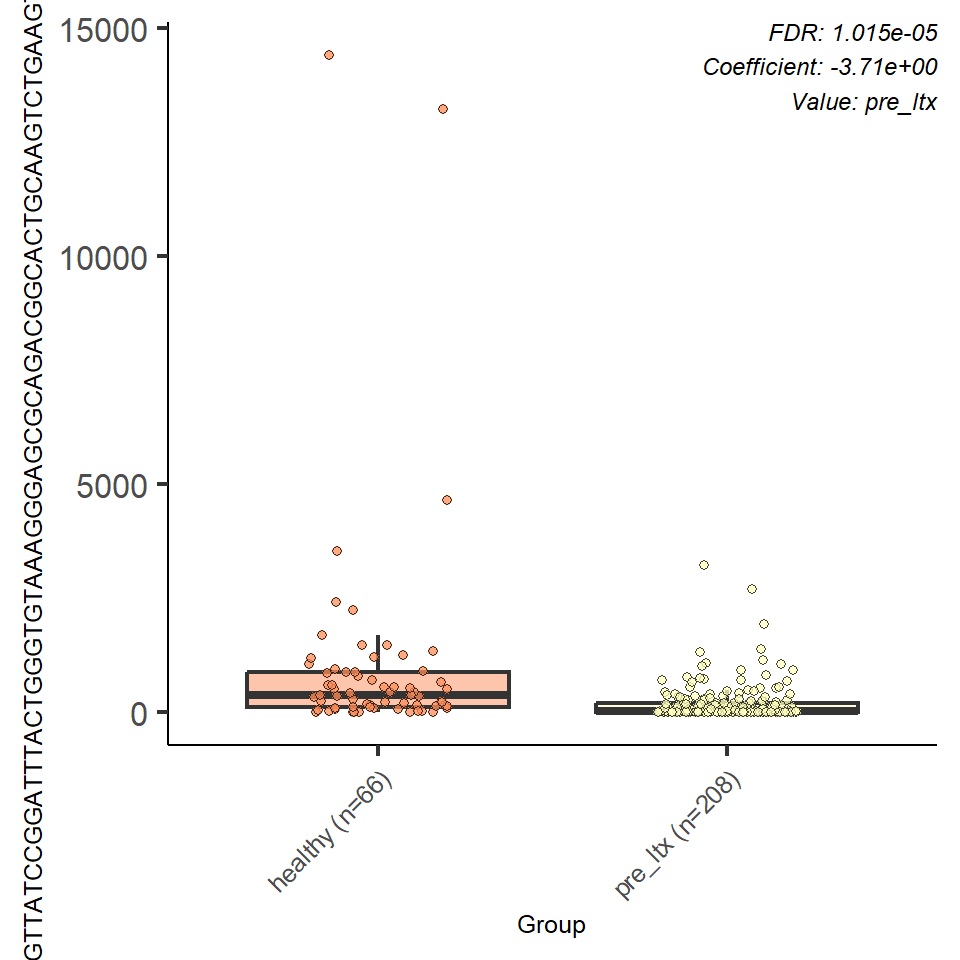 FDR: 1.015e-05
Coefficient: -3.71e+00
Value: pre_ltx
15000
10000
5000
0
GTTATCCGGATTTACTGGGTGTAAAGGGAGCGCAGACGGCACTGCAAGTCTGAAGT
healthy (n=66)
pre_ltx (n=208)
Group